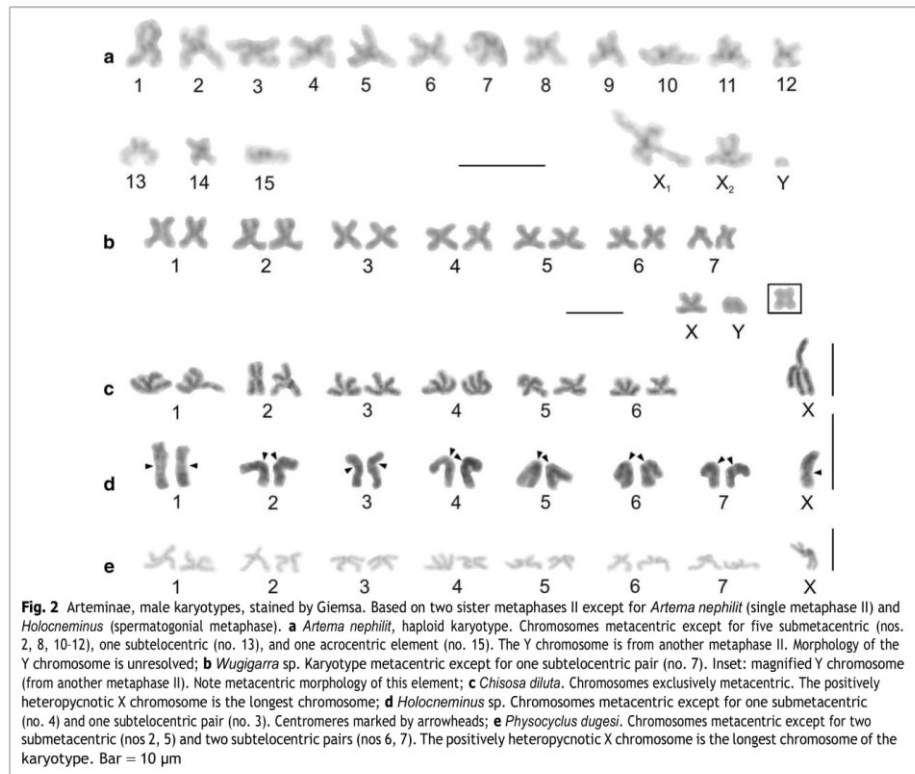 a
1 2 3 4 5 6 7 8 9 10 11 12
13 14 15 X₁ X₂ Y
b
1 2 3 4 5 6 7
X Y
c
1 2 3 4 5 6 X
d
1 2 3 4 5 6 7 X
e
1 2 3 4 5 6 7 X
Fig. 2 Arteminae, male karyotypes, stained by Giemsa. Based on two sister metaphases II except for Artema nephilit (single metaphase II) and
Holocneminus (spermatogonial metaphase). a Artema nephilit, haploid karyotype. Chromosomes metacentric except for five submetacentric (nos.
2, 8, 10-12), one subtelocentric (no. 13), and one acrocentric element (no. 15). The Y chromosome is from another metaphase II. Morphology of the
Y chromosome is unresolved; b Wugigarra sp. Karyotype metacentric except for one subtelocentric pair (no. 7). Inset: magnified Y chromosome
(from another metaphase II). Note metacentric morphology of this element; c Chisosa diluta. Chromosomes exclusively metacentric. The positively
heteropycnotic X chromosome is the longest chromosome; d Holocneminus sp. Chromosomes metacentric except for one submetacentric
(no. 4) and one subtelocentric pair (no. 3). Centromeres marked by arrowheads; e Physocyclus dugesi. Chromosomes metacentric except for two
submetacentric (nos 2, 5) and two subtelocentric pairs (nos 6, 7). The positively heteropycnotic X chromosome is the longest chromosome of the
karyotype. Bar = 10 μm